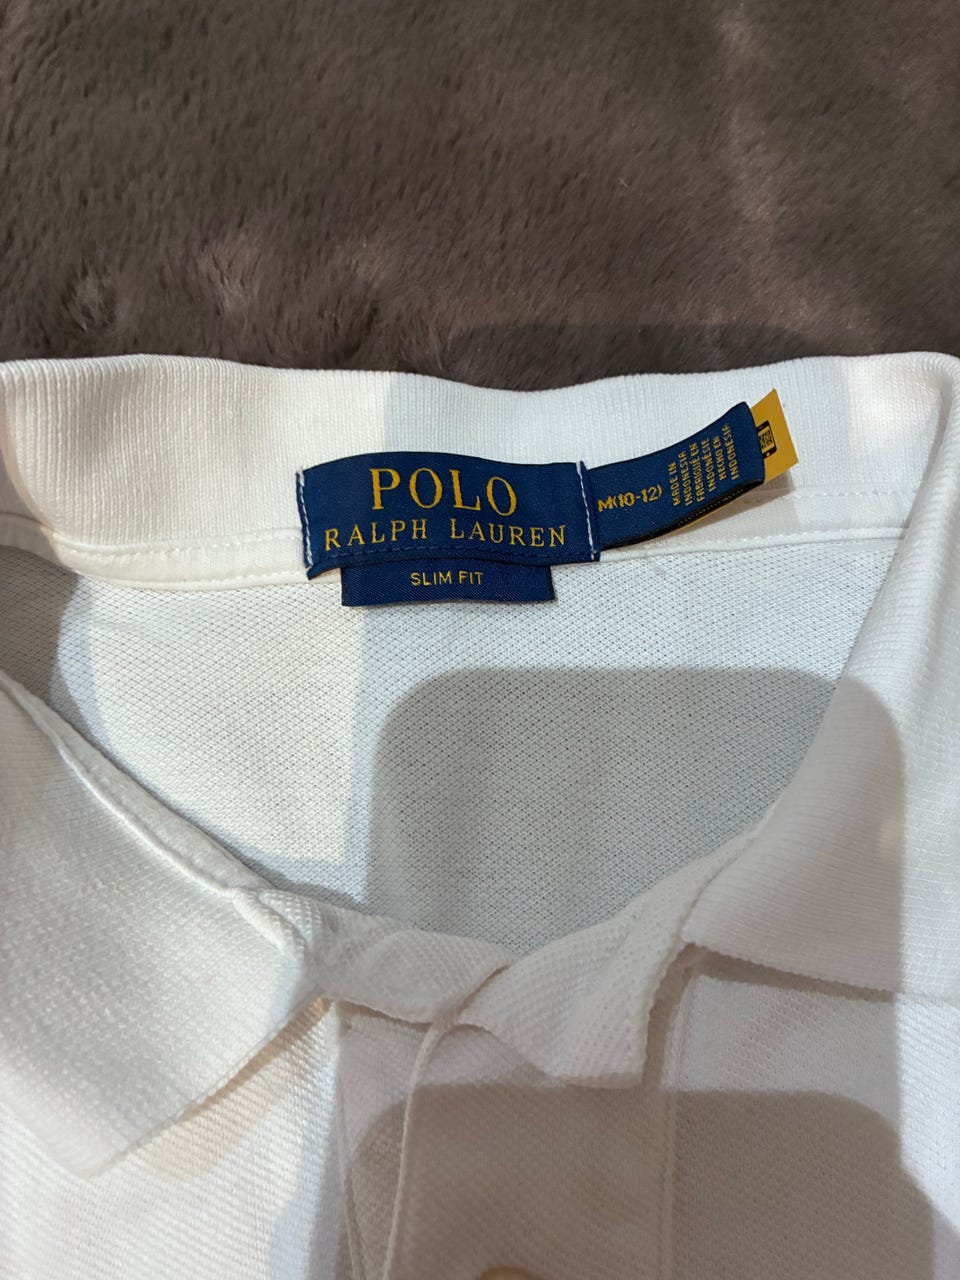 POLO
RALPH LAUREN
SLIM FIT
M(10-12)
MADE IN
INDONESIA
FABRIQUÉ EN
INDONÉSIE
HECHO EN
INDONESIA